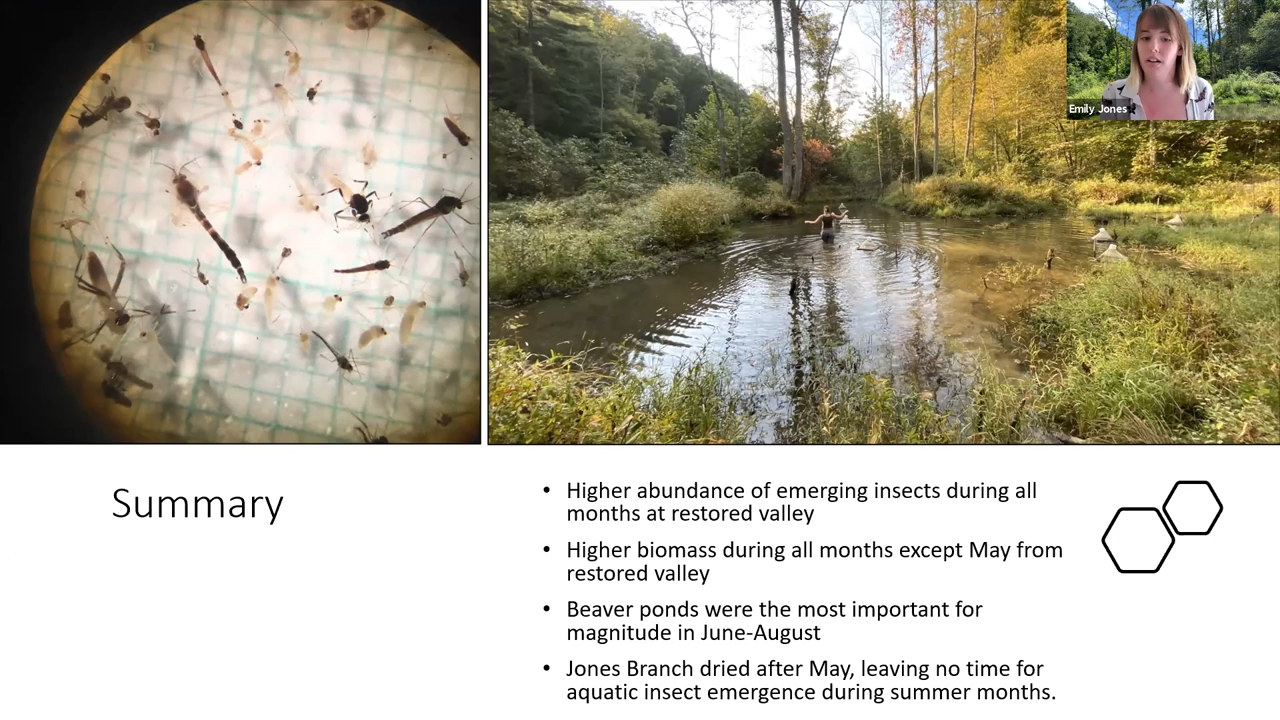 Emily Jones
Summary
• Higher abundance of emerging insects during all
months at restored valley
• Higher biomass during all months except May from
restored valley
• Beaver ponds were the most important for
magnitude in June-August
• Jones Branch dried after May, leaving no time for
aquatic insect emergence during summer months.